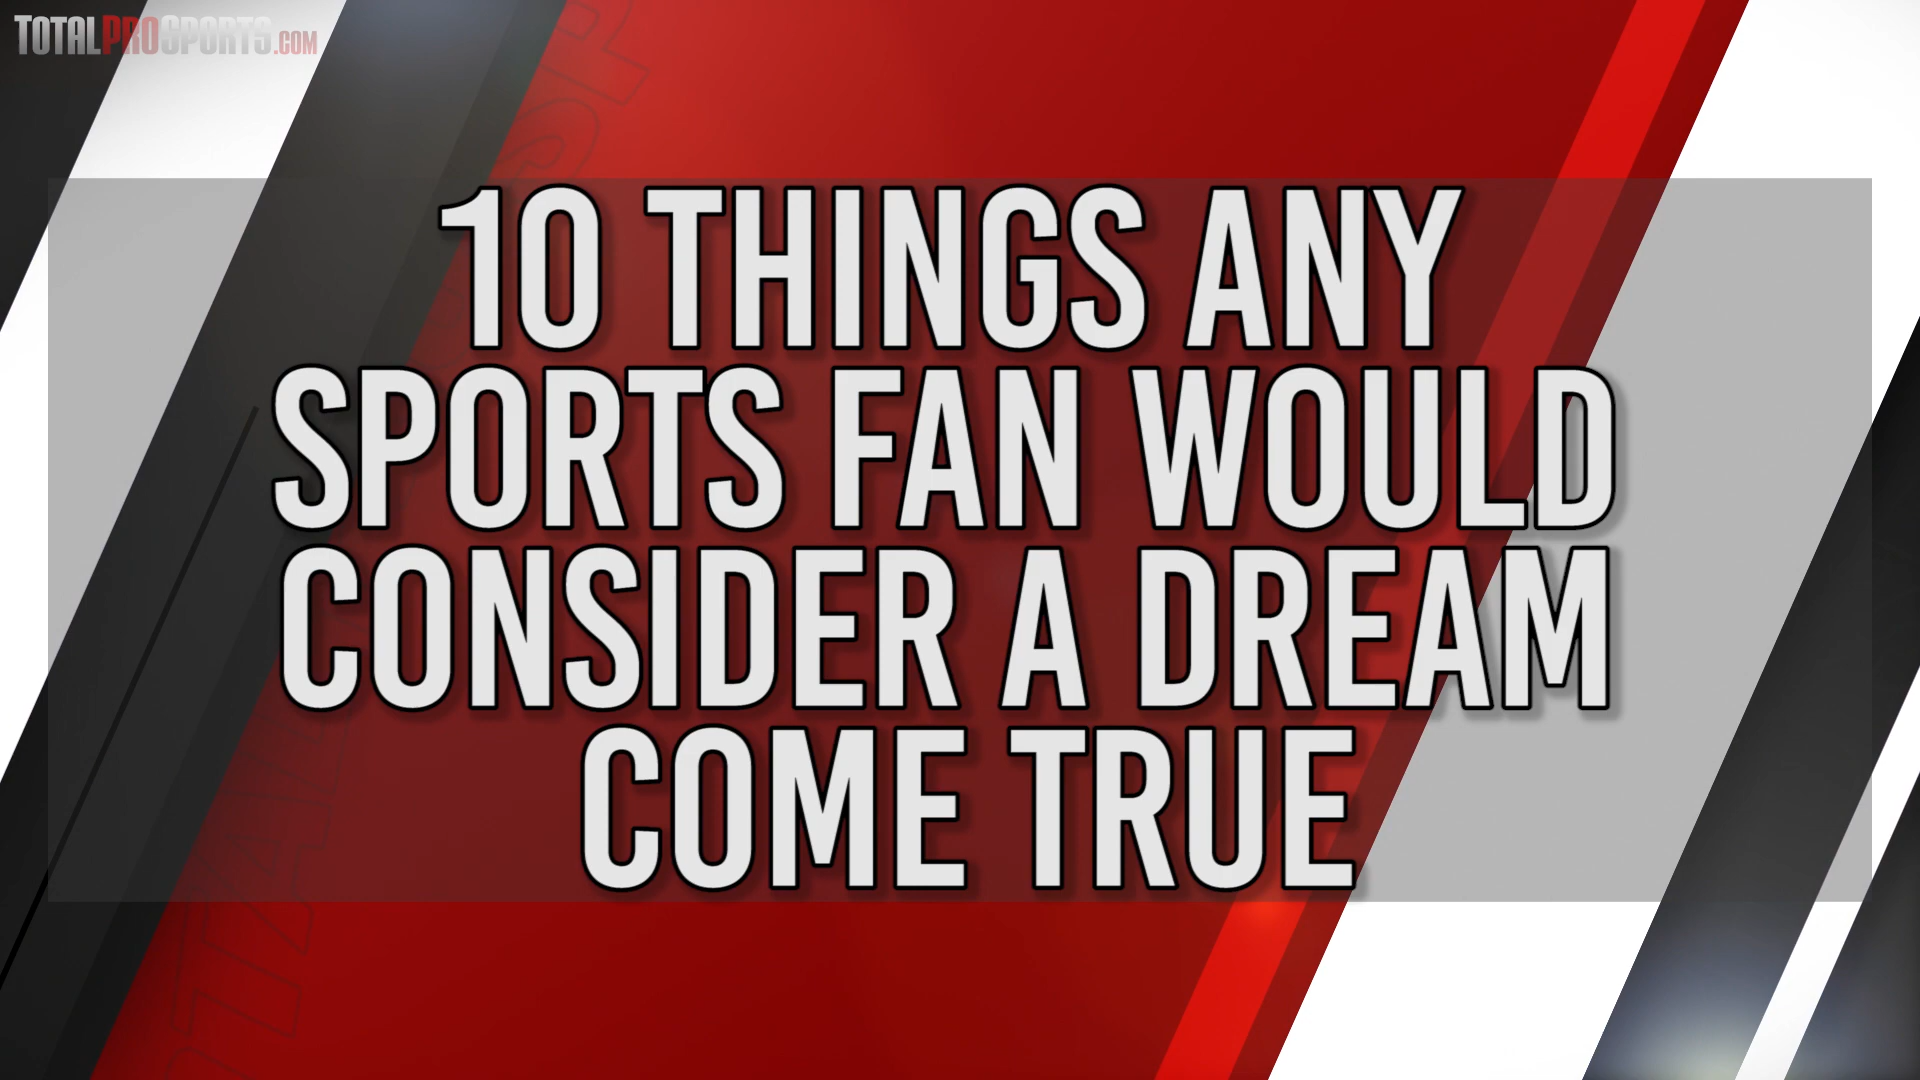 TOTALPROSPORTS.COM
10 THINGS ANY
SPORTS FAN WOULD
CONSIDER A DREAM
COME TRUE